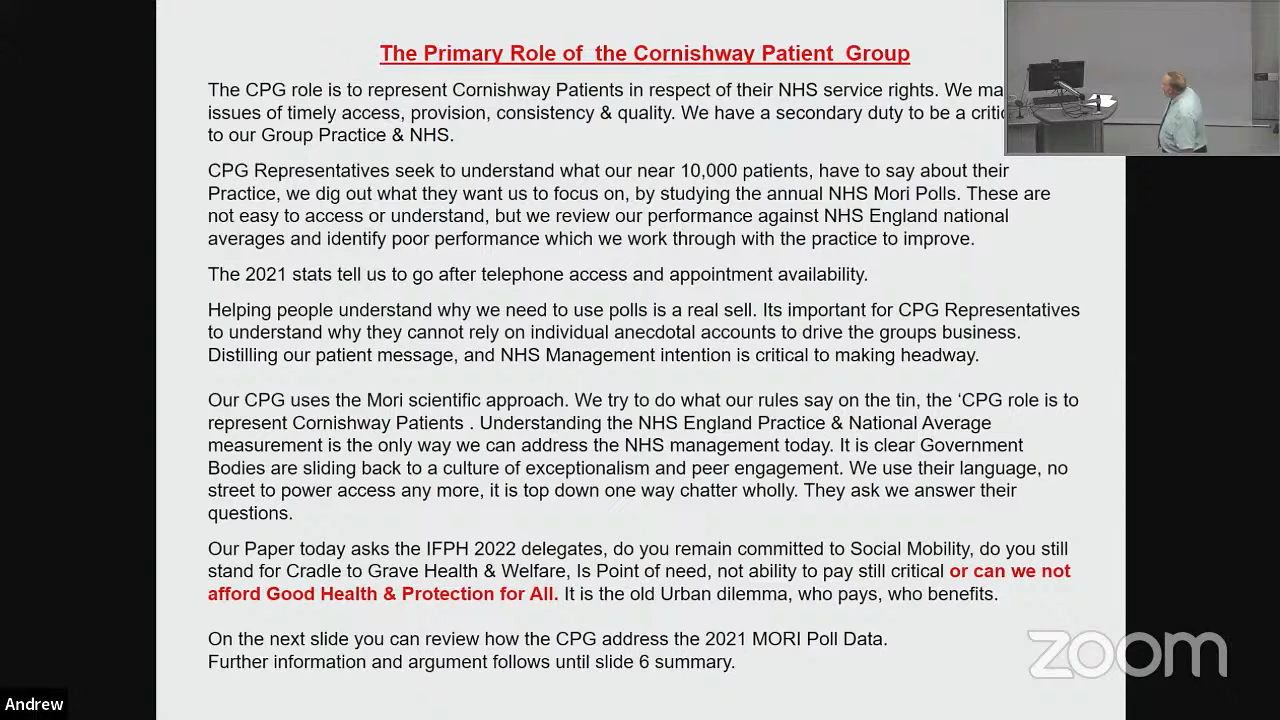 The Primary Role of the Cornishway Patient Group
The CPG role is to represent Cornishway Patients in respect of their NHS service rights. We
issues of timely access, provision, consistency & quality. We have a secondary duty to be a
to our Group Practice & NHS.
CPG Representatives seek to understand what our near 10,000 patients, have to say about their
Practice, we dig out what they want us to focus on, by studying the annual NHS Mori Polls. These are
not easy to access or understand, but we review our performance against NHS England national
averages and identify poor performance which we work through with the practice to improve.
The 2021 stats tell us to go after telephone access and appointment availability.
Helping people understand why we need to use polls is a real sell. Its important for CPG Representatives
to understand why they cannot rely on individual anecdotal accounts to drive the groups business.
Distilling our patient message, and NHS Management intention is critical to making headway.
Our CPG uses the Mori scientific approach. We try to do what our rules say on the tin, the ‘CPG role is to
represent Cornishway Patients . Understanding the NHS England Practice & National Average
measurement is the only way we can address the NHS management today. It is clear Government
Bodies are sliding back to a culture of exceptionalism and peer engagement. We use their language, no
street to power access any more, it is top down one way chatter wholly. They ask we answer their
questions.
Our Paper today asks the IFPH 2022 delegates, do you remain committed to Social Mobility, do you still
stand for Cradle to Grave Health & Welfare, Is Point of need, not ability to pay still critical or can we not
afford Good Health & Protection for All. It is the old Urban dilemma, who pays, who benefits.
On the next slide you can review how the CPG address the 2021 MORI Poll Data.
Further information and argument follows until slide 6 summary.
zoom
Andrew